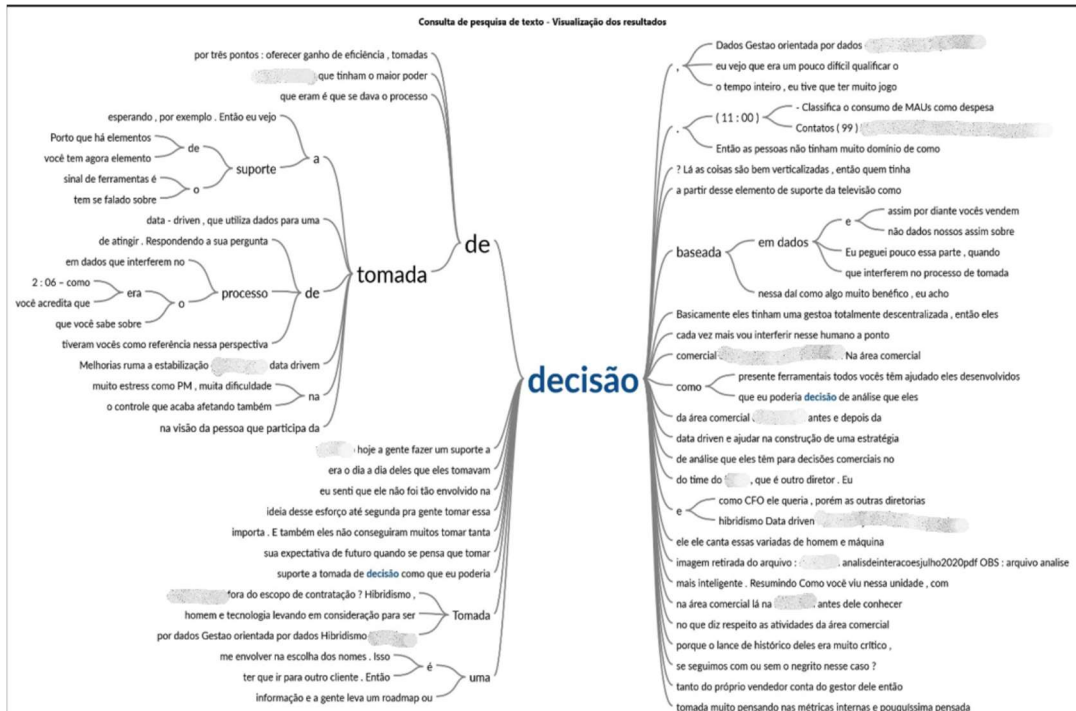 Consulta de pesquisa de texto - Visualização dos resultados
por três pontos : oferecer ganho de eficiência , tomadas
que tinham o maior poder
que eram é que se dava o processo
de
esperando , por exemplo . Então eu vejo
Porto que há elementos
você tem agora elemento
de
sinal de ferramentas é
tem se falado sobre
o
suporte
a
data - driven , que utiliza dados para uma
de atingir . Respondendo a sua pergunta
em dados que interferem no
2 : 06 – como
você acredita que
era
que você sabe sobre
o
processo
tiveram vocês como referência nessa perspectiva
de
tomada
Melhorias ruma a estabilização
data drivem
muito estress como PM , muita dificuldade
o controle que acaba afetando também
na
na visão da pessoa que participa da
hoje a gente fazer um suporte a
era o dia a dia deles que eles tomavam
eu senti que ele não foi tão envolvido na
ideia desse esforço até segunda pra gente tomar essa
importa . E também eles não conseguiram muitos tomar tanta
sua expectativa de futuro quando se pensa que tomar
suporte a tomada de decisão como que eu poderia
fora do escopo de contratação ? Hibridismo ,
homem e tecnologia levando em consideração para ser
por dados Gestao orientada por dados Hibridismo
Tomada
me envolver na escolha dos nomes . Isso
ter que ir para outro cliente . Então
é
informação e a gente leva um roadmap ou
uma
decisão
,
Dados Gestao orientada por dados
eu vejo que era um pouco difícil qualificar o
o tempo inteiro , eu tive que ter muito jogo
.
( 11 : 00 )
- Classifica o consumo de MAUs como despesa
Contatos ( 99 )
Então as pessoas não tinham muito domínio de como
? Lá as coisas são bem verticalizadas , então quem tinha
a partir desse elemento de suporte da televisão como
baseada
em dados
e
assim por diante vocês vendem
não dados nossos assim sobre
Eu peguei pouco essa parte , quando
que interferem no processo de tomada
nessa daí como algo muito benéfico , eu acho
Basicamente eles tinham uma gestoa totalmente descentralizada , então eles
cada vez mais vou interferir nesse humano a ponto
comercial
. Na área comercial
como
presente ferramentais todos vocês têm ajudado eles desenvolvidos
que eu poderia decisão de análise que eles
da área comercial
antes e depois da
data driven e ajudar na construção de uma estratégia
de análise que eles têm para decisões comerciais no
do time do
, que é outro diretor . Eu
e
como CFO ele queria , porém as outras diretorias
hibridismo Data driven
ele ele canta essas variadas de homem e máquina
imagem retirada do arquivo :
analisdeinteracoesjulho2020pdf OBS : arquivo analise
mais inteligente . Resumindo Como você viu nessa unidade , com
na área comercial lá na
antes dele conhecer
no que diz respeito as atividades da área comercial
porque o lance de histórico deles era muito crítico ,
se seguimos com ou sem o negrito nesse caso ?
tanto do próprio vendedor conta do gestor dele então
tomada muito pensando nas métricas internas e pouquíssima pensada